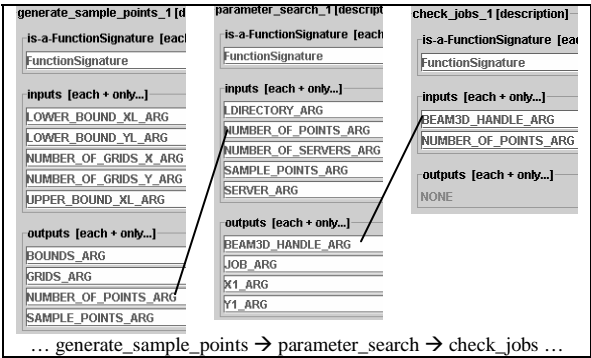 generate_sample_points_1 [d
is-a-FunctionSignature [eacl
FunctionSignature
inputs [each + only...]
LOWER_BOUND_XL_ARG
LOWER_BOUND_YL_ARG
NUMBER_OF_GRIDS_X_ARG
NUMBER_OF_GRIDS_Y_ARG
UPPER_BOUND_XL_ARG
outputs [each + only...]
BOUNDS_ARG
GRIDS_ARG
NUMBER_OF_POINTS_ARG
SAMPLE_POINTS_ARG
parameter_search_1 [descript
is-a-FunctionSignature [each
FunctionSignature
inputs [each + only...]
LDIRECTORY_ARG
NUMBER_OF_POINTS_ARG
NUMBER_OF_SERVERS_ARG
SAMPLE_POINTS_ARG
SERVER_ARG
outputs [each + only...]
BEAM3D_HANDLE_ARG
JOB_ARG
X1_ARG
Y1_ARG
check_jobs_1 [description]
is-a-FunctionSignature [ea
FunctionSignature
inputs [each + only...]
BEAM3D_HANDLE_ARG
NUMBER_OF_POINTS_ARG
outputs [each + only...]
NONE
… generate_sample_points → parameter_search → check_jobs …